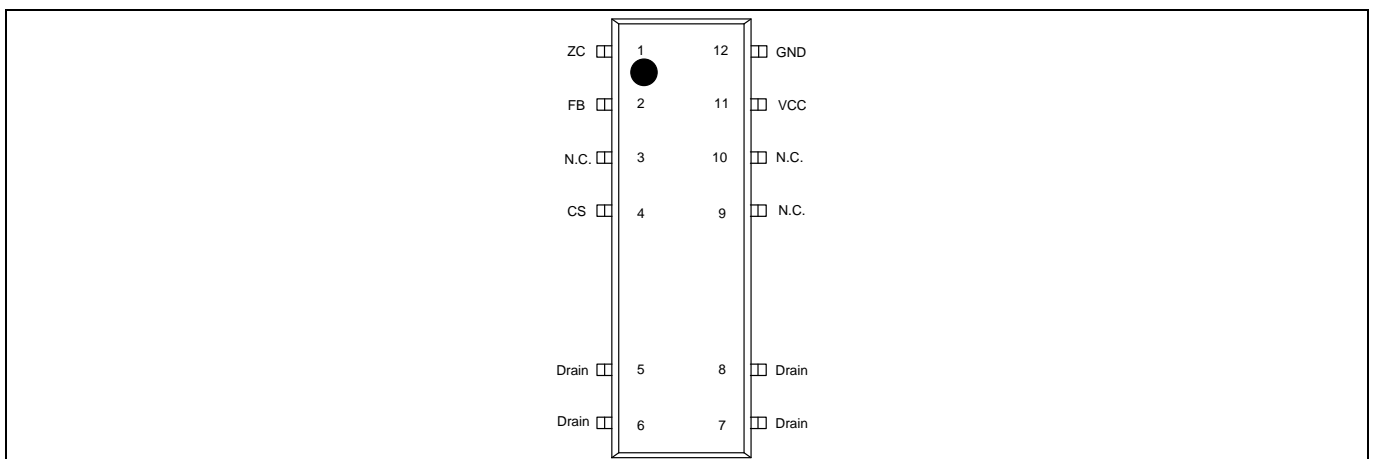 ZC 1 12 GND
FB 2 11 VCC
N.C. 3 10 N.C.
CS 4 9 N.C.
Drain 5 8 Drain
Drain 6 7 Drain